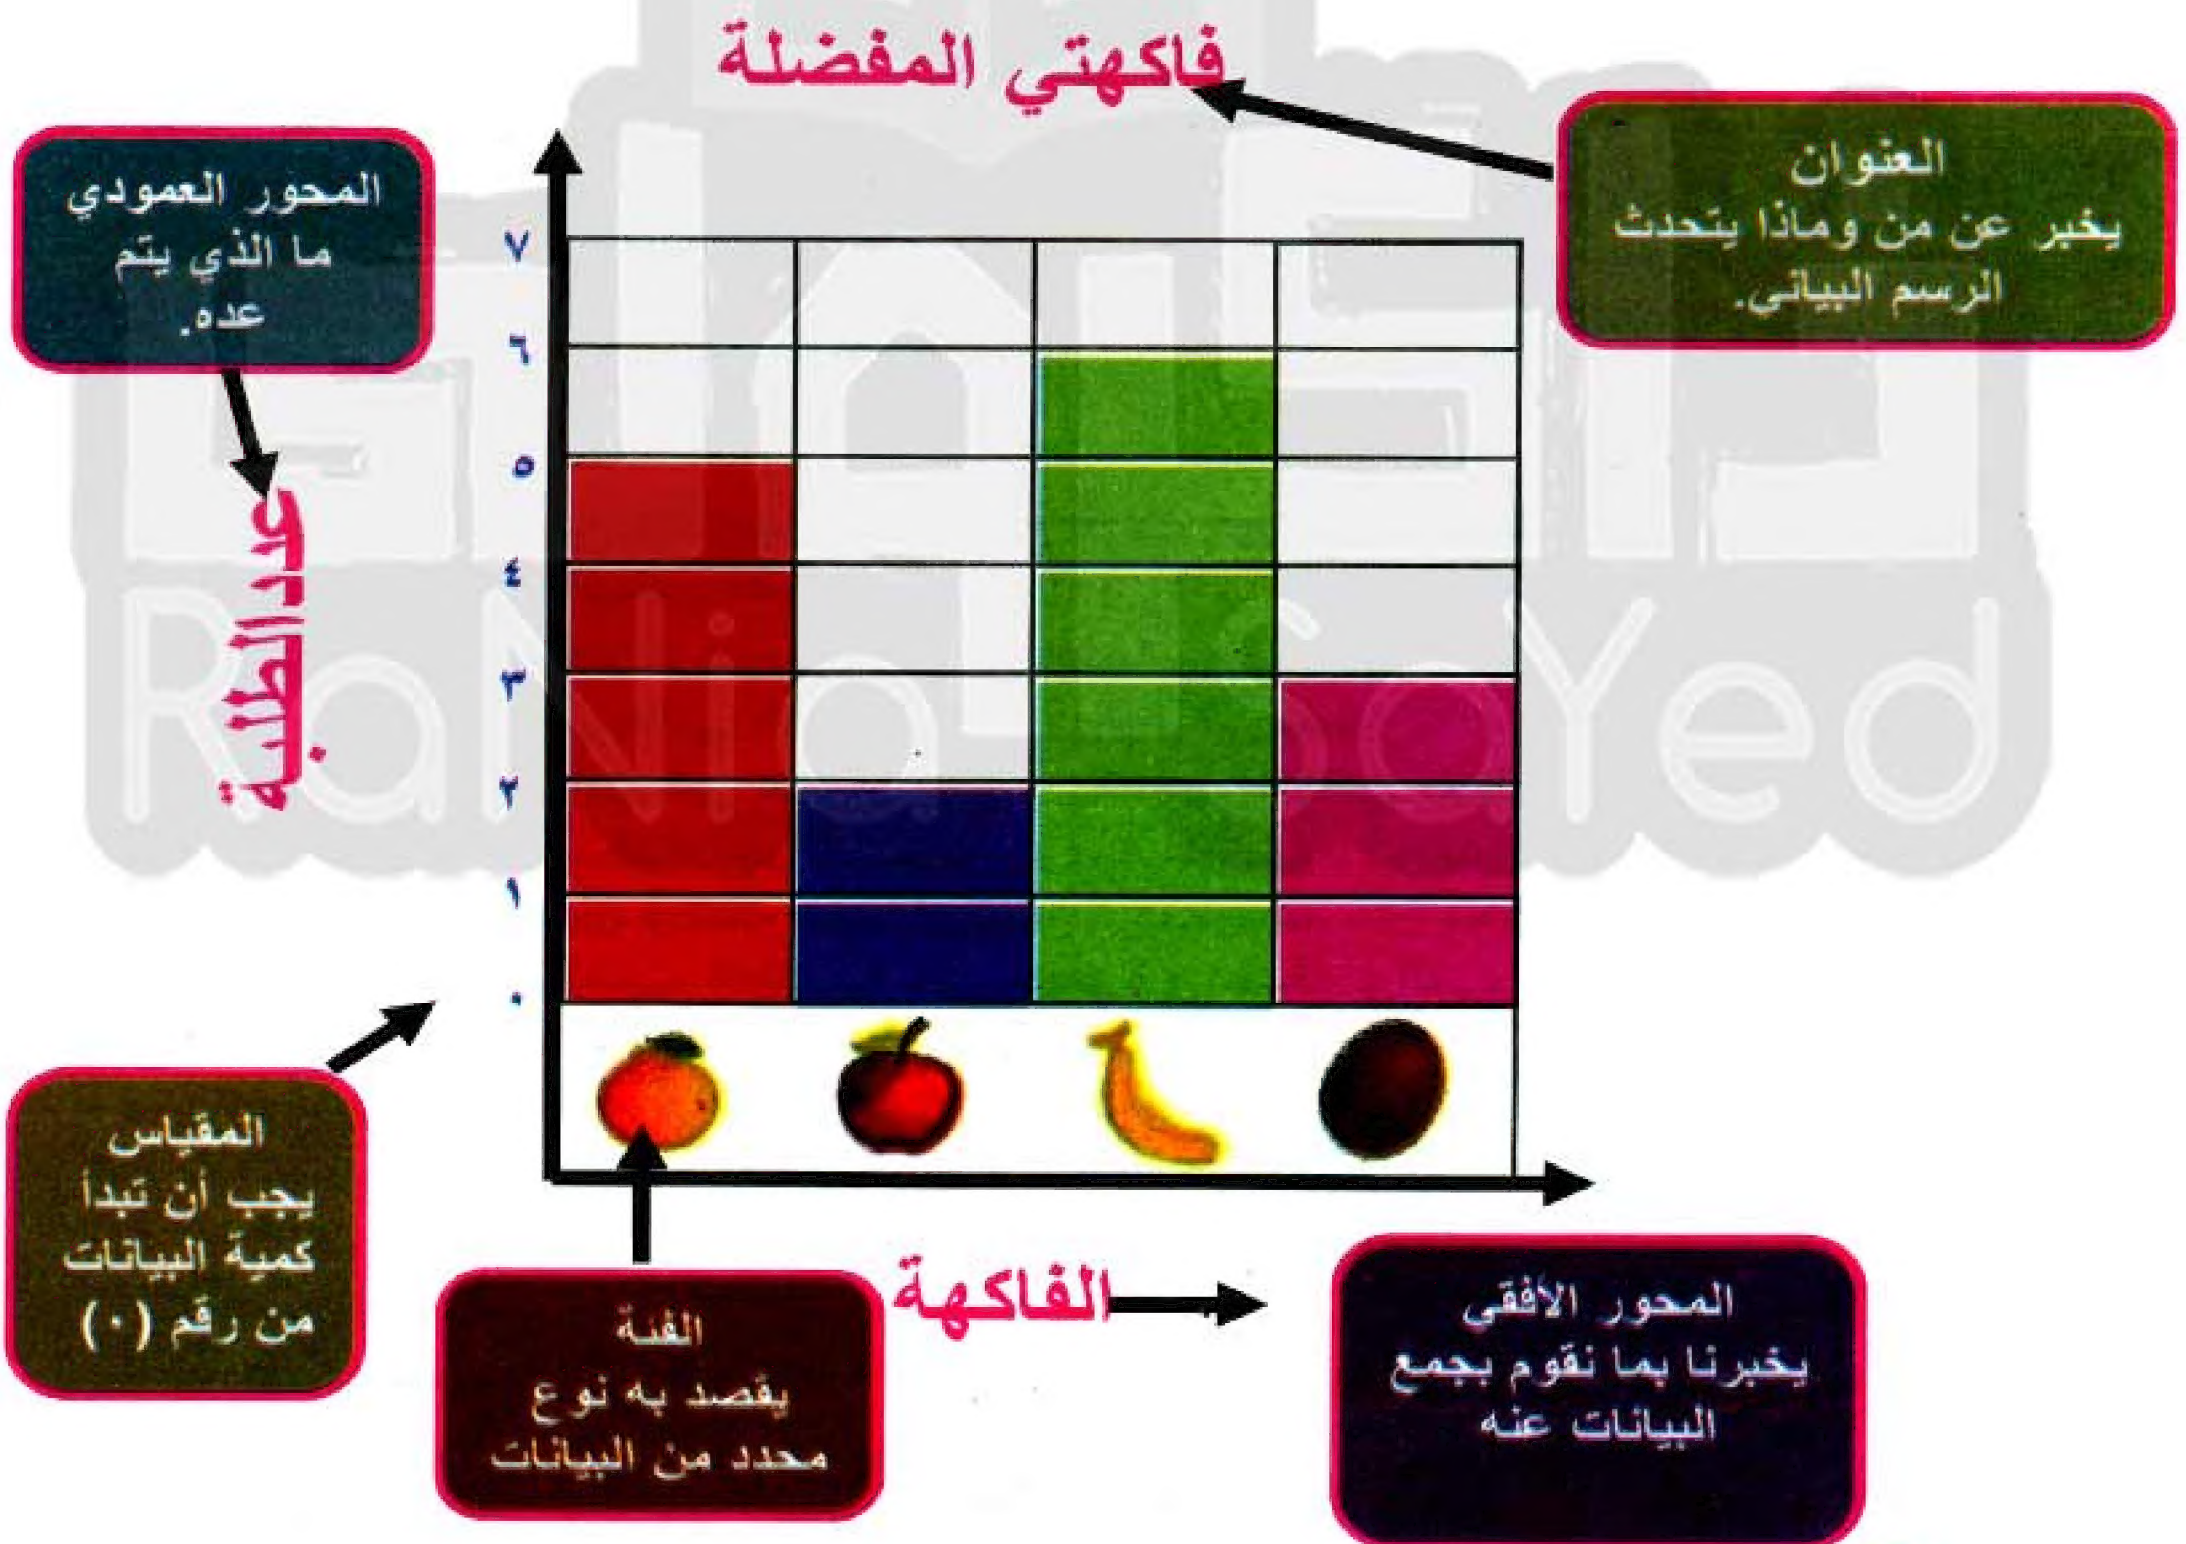 فاكهتي المفضلة
العنوان
يخبر عن من وماذا يتحدث
الرسم البياني.
المحور العمودي
ما الذي يتم
عده.
عدد الطلبة
٧
٦
٥
٤
٣
٢
١
٠
RaNia SaYed
المقياس
يجب أن تبدأ
كمية البيانات
من رقم (٠)
الفئة
يقصد به نوع
محدد من البيانات
الفاكهة
المحور الأفقي
يخبرنا بما نقوم بجمع
البيانات عنه